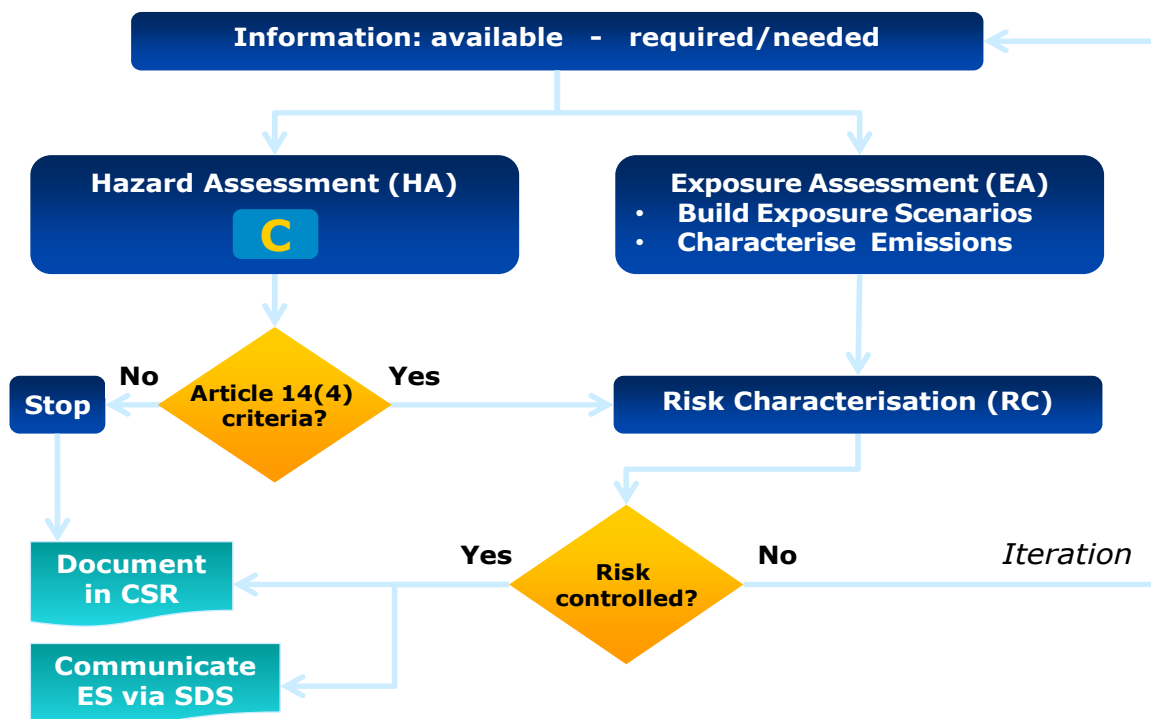 Information: available - required/needed
Hazard Assessment (HA)
C
Exposure Assessment (EA)
• Build Exposure Scenarios
• Characterise Emissions
No
Article 14(4)
criteria?
Yes
Stop
Risk Characterisation (RC)
Document
in CSR
Yes
Risk
controlled?
No
Iteration
Communicate
ES via SDS